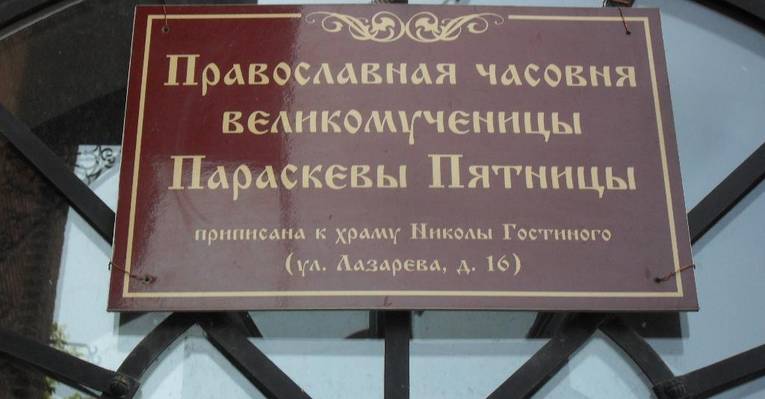 Православная часовня
великомученицы
Параскевы Пятницы
приписана к храму Николы Гостиного
(ул. Лазарева, д. 16)